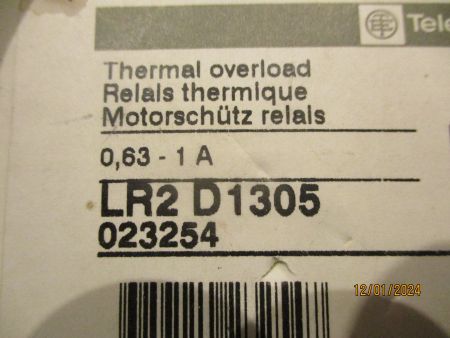 Tele
Thermal overload
Relais thermique
Motorschütz relais
0,63 - 1 A
LR2 D1305
023254
12/01/2024